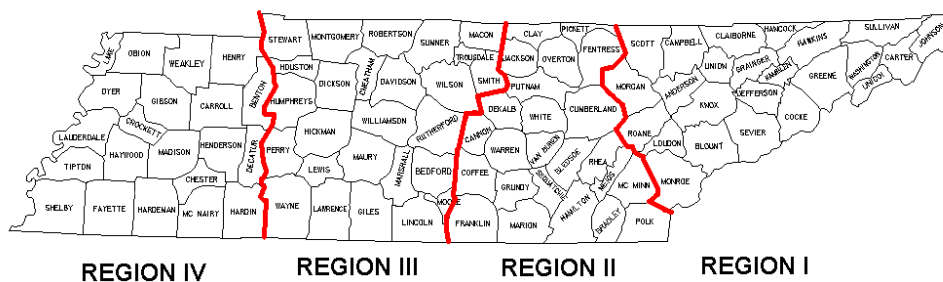 LAKE
OBION
WEAKLEY
HENRY
STEWART
MONTGOMERY
ROBERTSON
SUMNER
MACON
CLAY
PICKETT
FENTRESS
SCOTT
CAMPBELL
CLAIBORNE
HANCOCK
HAWKINS
SULLIVAN
JOHNSON
TROUSDALE
JACKSON
OVERTON
UNION
GRAINGER
HAMBLEN
GREENE
WASHINGTON
UNICOI
CARTER
DYER
GIBSON
CARROLL
BENTON
HOUSTON
HUMPHREYS
DICKSON
CHEATHAM
DAVIDSON
WILSON
SMITH
PUTNAM
MORGAN
ANDERSON
KNOX
JEFFERSON
COCKE
LAUDERDALE
CROCKETT
HAYWOOD
MADISON
HENDERSON
DECATUR
PERRY
HICKMAN
WILLIAMSON
RUTHERFORD
CANNON
DEKALB
WHITE
CUMBERLAND
ROANE
LOUDON
BLOUNT
SEVIER
TIPTON
CHESTER
LEWIS
MAURY
MARSHALL
BEDFORD
COFFEE
WARREN
VAN BUREN
BLEDSOE
RHEA
MEIGS
MC MINN
MONROE
SHELBY
FAYETTE
HARDEMAN
MC NAIRY
HARDIN
WAYNE
LAWRENCE
GILES
LINCOLN
MOORE
FRANKLIN
GRUNDY
SEQUATCHIE
MARION
HAMILTON
BRADLEY
POLK
REGION IV
REGION III
REGION II
REGION I